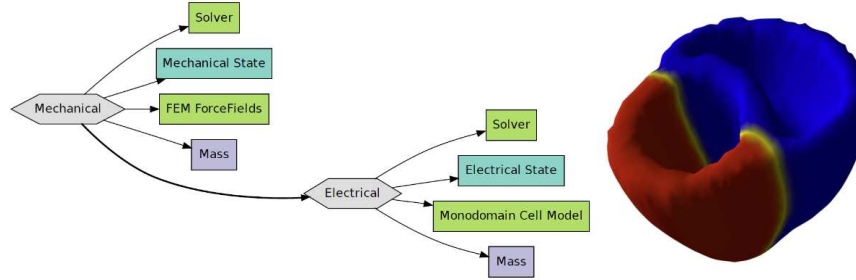 Solver
Mechanical State
Mechanical
FEM ForceFields
Mass
Solver
Electrical State
Electrical
Monodomain Cell Model
Mass